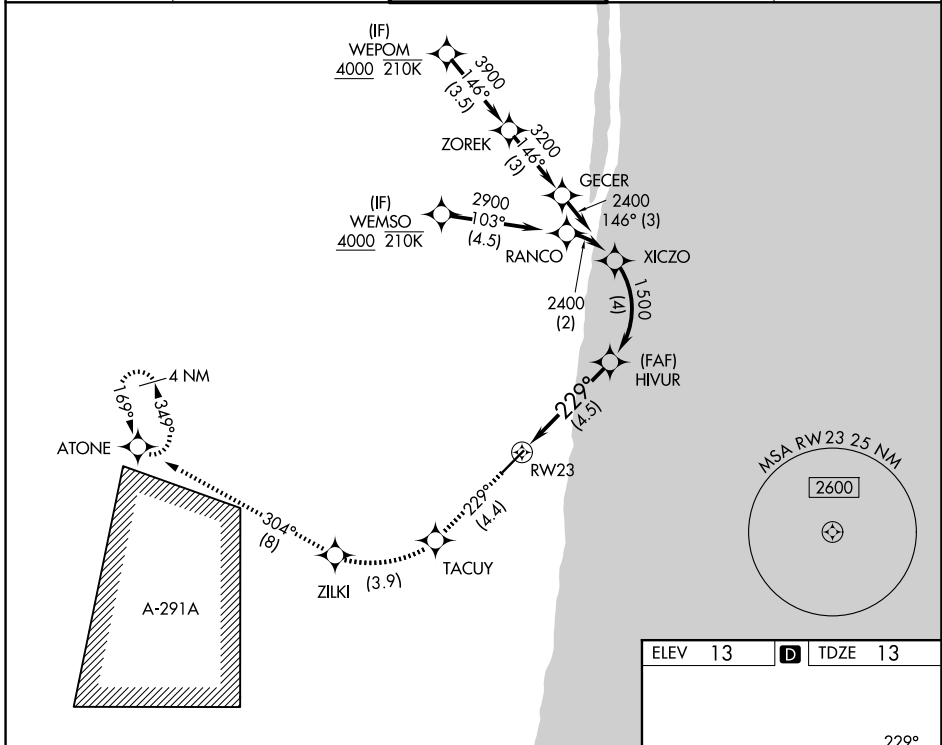 (IF)
WEPOM
4000 210K
3900
146°
(3.5)
ZOREK
3200
146°
(3)
GECER
2400
146° (3)
(IF)
WEMSO
4000 210K
2900
103°
(4.5)
RANCO
XICZO
2400
(2)
1500
(4)
(FAF)
HIVUR
229°
(4.5)
4 NM
169°
349°
ATONE
RW23
MSA RW23 25 NM
2600
229°
(4.4)
304°
(8)
TACUY
ZILKI
(3.9)
A-291A
ELEV 13 D TDZE 13
229°